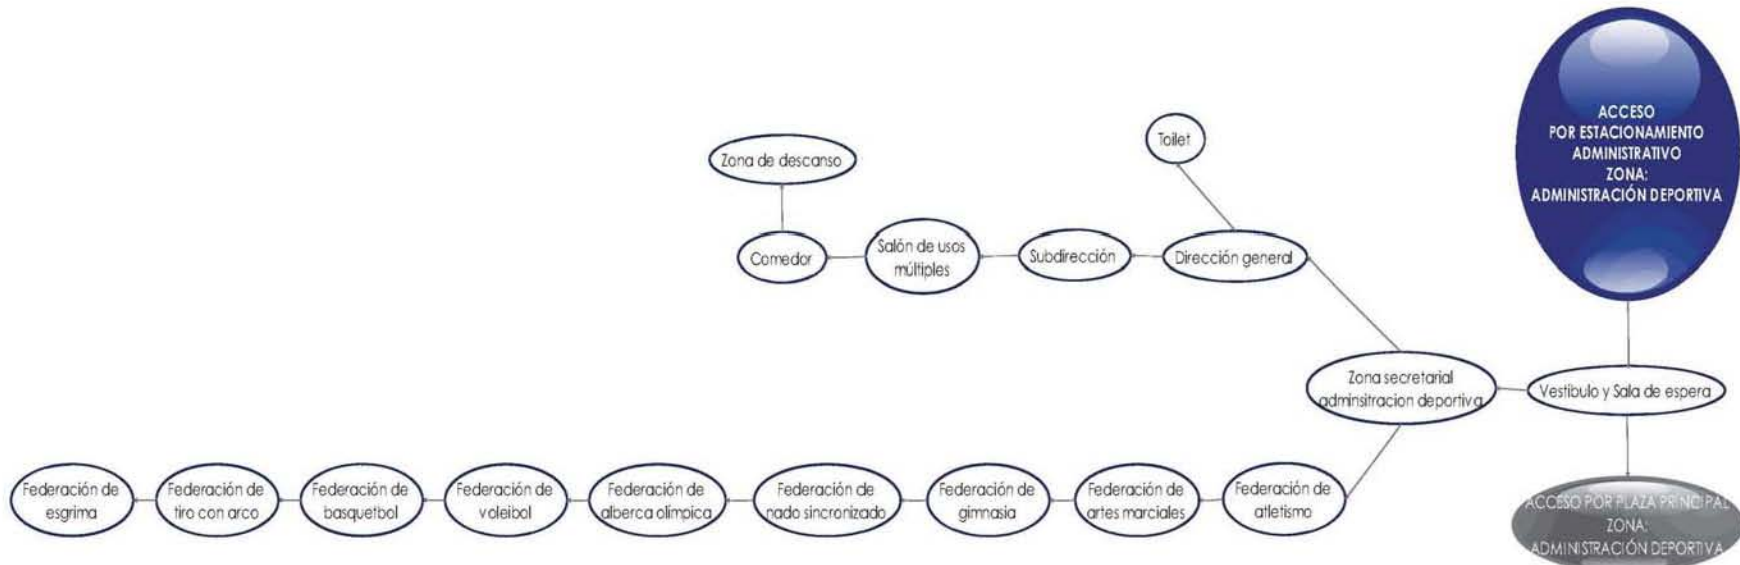 ACCESO
POR ESTACIONAMIENTO
ADMINISTRATIVO
ZONA:
ADMINISTRACIÓN DEPORTIVA
Toilet
Zona de descanso
Comedor
Salón de usos
múltiples
Subdirección
Dirección general
Zona secretarial
adminsitracion deportiva
Vestíbulo y Sala de espera
Federación de
esgrima
Federación de
tiro con arco
Federación de
basquetbol
Federación de
voleibol
Federación de
alberca olímpica
Federación de
nado sincronizado
Federación de
gimnasia
Federación de
artes marciales
Federación de
atletismo
ACCESO POR PLAZA PRINCIPAL
ZONA:
ADMINISTRACIÓN DEPORTIVA